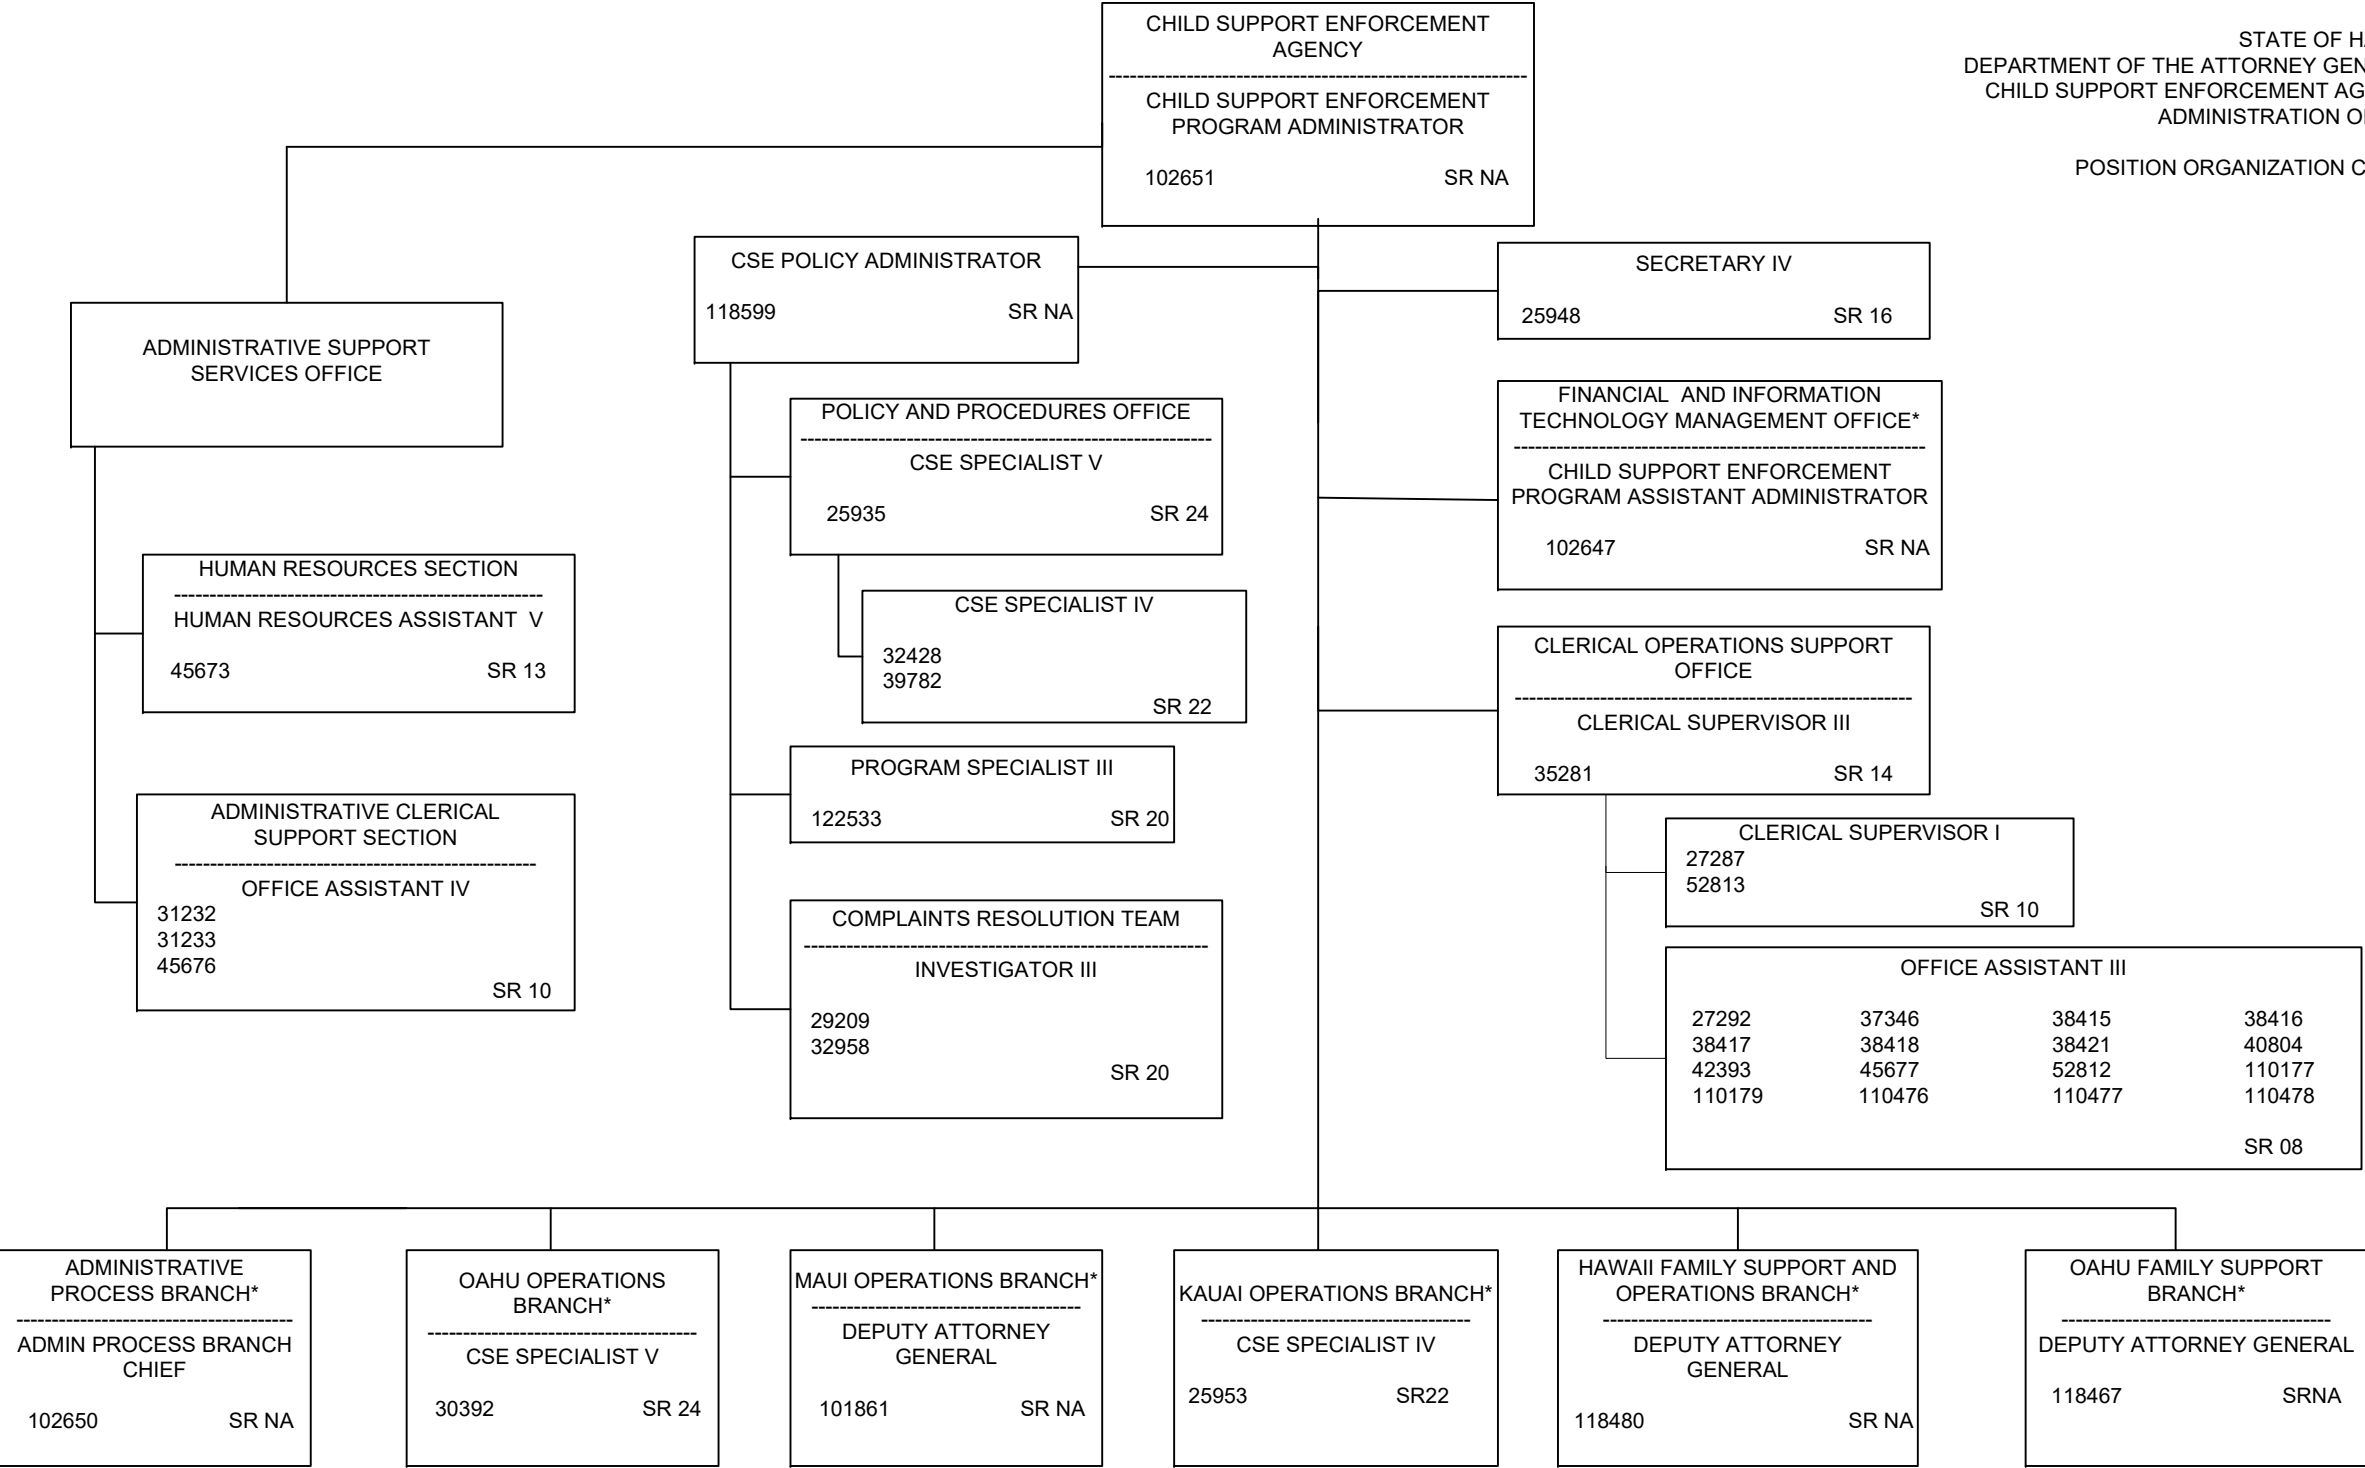 CHILD SUPPORT ENFORCEMENT
AGENCY
CHILD SUPPORT ENFORCEMENT
PROGRAM ADMINISTRATOR
102651 SR NA
STATE OF
DEPARTMENT OF THE ATTORNEY
CHILD SUPPORT ENFORCEMENT
ADMINISTRATION
POSITION ORGANIZATION
ADMINISTRATIVE SUPPORT
SERVICES OFFICE
HUMAN RESOURCES SECTION
HUMAN RESOURCES ASSISTANT V
45673 SR 13
ADMINISTRATIVE CLERICAL
SUPPORT SECTION
OFFICE ASSISTANT IV
31232
31233
45676
SR 10
CSE POLICY ADMINISTRATOR
118599 SR NA
POLICY AND PROCEDURES OFFICE
CSE SPECIALIST V
25935 SR 24
CSE SPECIALIST IV
32428
39782
SR 22
PROGRAM SPECIALIST III
122533 SR 20
COMPLAINTS RESOLUTION TEAM
INVESTIGATOR III
29209
32958
SR 20
SECRETARY IV
25948 SR 16
FINANCIAL AND INFORMATION
TECHNOLOGY MANAGEMENT OFFICE*
CHILD SUPPORT ENFORCEMENT
PROGRAM ASSISTANT ADMINISTRATOR
102647 SR NA
CLERICAL OPERATIONS SUPPORT
OFFICE
CLERICAL SUPERVISOR III
35281 SR 14
CLERICAL SUPERVISOR I
27287
52813
SR 10
OFFICE ASSISTANT III
27292 37346 38415 38416
38417 38418 38421 40804
42393 45677 52812 110177
110179 110476 110477 110478
SR 08
ADMINISTRATIVE
PROCESS BRANCH*
ADMIN PROCESS BRANCH
CHIEF
102650 SR NA
OAHU OPERATIONS
BRANCH*
CSE SPECIALIST V
30392 SR 24
MAUI OPERATIONS BRANCH*
DEPUTY ATTORNEY
GENERAL
101861 SR NA
KAUAI OPERATIONS BRANCH*
CSE SPECIALIST IV
25953 SR22
HAWAII FAMILY SUPPORT AND
OPERATIONS BRANCH*
DEPUTY ATTORNEY
GENERAL
118480 SR NA
OAHU FAMILY SUPPORT
BRANCH*
DEPUTY ATTORNEY GENERAL
118467 SRNA